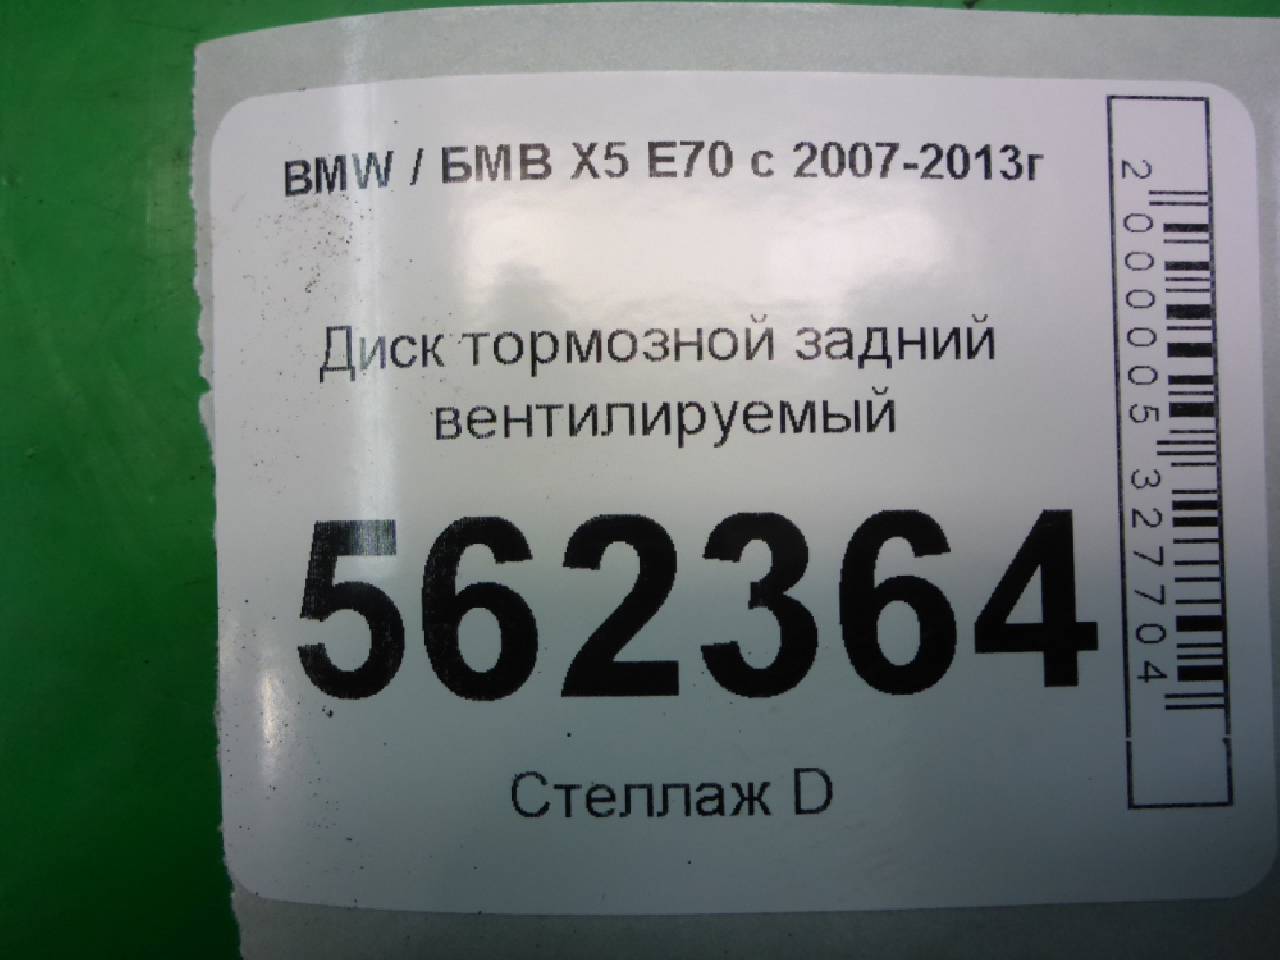 BMW / БМВ X5 E70 с 2007-2013г
Диск тормозной задний
вентилируемый
562364
Стеллаж D
2000005327704